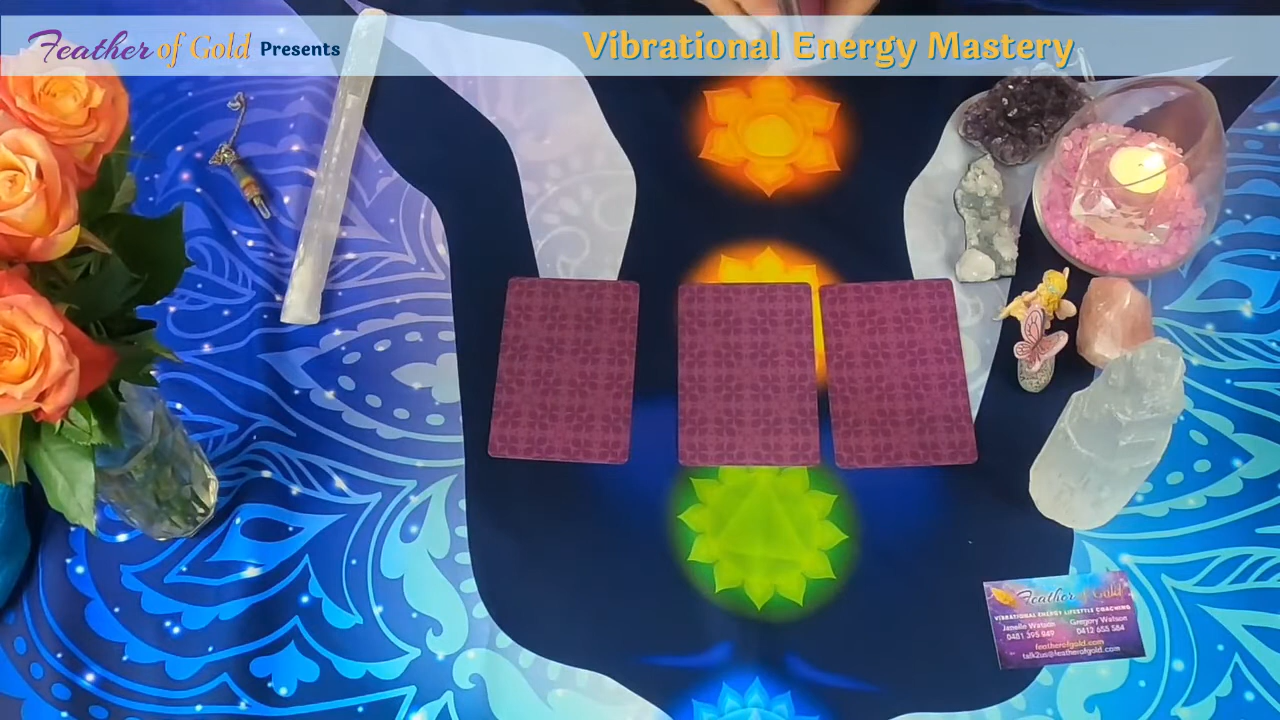 Feather of Gold Presents
Vibrational Energy Mastery
Feather of Gold
VIBRATIONAL ENERGY LIFESTYLE COACHING
Janelle Watson Gregory Watson
0481 395 949 0412 655 584
featherofgold.com
talk2us@featherofgold.com